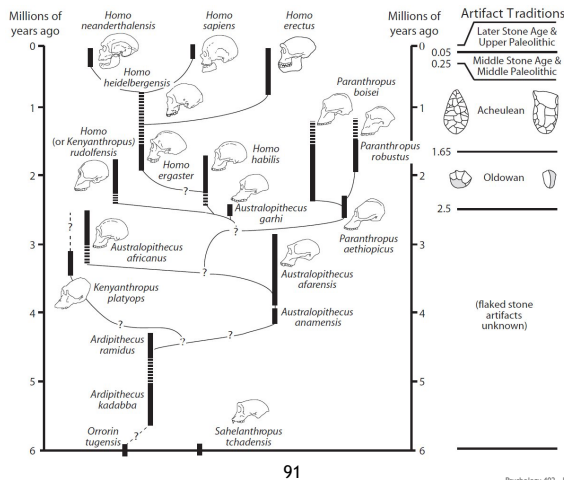 Millions of
years ago
Homo
neanderthalensis
Homo
sapiens
Homo
erectus
Millions of
years ago
Artifact Traditions
0
0
Later Stone Age &
Upper Paleolithic
0.05
0.25
Middle Stone Age &
Middle Paleolithic
Homo
heidelbergensis
Paranthropus
boisei
1
1
Acheulean
Homo
(or Kenyanthropus)
rudolfensis
Homo
ergaster
Homo
habilis
Paranthropus
robustus
1.65
2
?
2
Oldowan
Australopithecus
garhi
2.5
?
?
Paranthropus
aethiopicus
3
Australopithecus
africanus
?
3
Australopithecus
afarensis
Kenyanthropus
platyops
4
Australopithecus
anamensis
4
(flaked stone
artifacts
unknown)
?
?
?
Ardipithecus
ramidus
5
5
Ardipithecus
kadabba
Orrorin
tugensis
?
Sahelanthropus
tchadensis
6
6
91